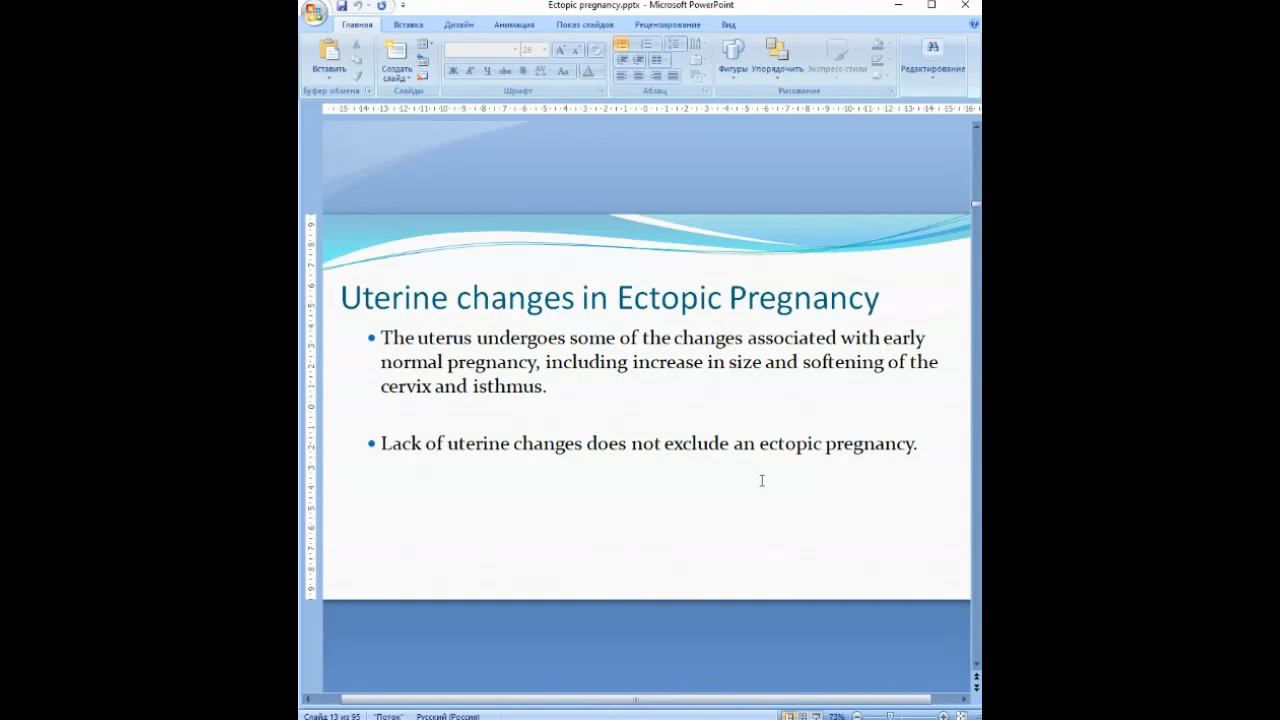 Ectopic pregnancy.pptx - Microsoft PowerPoint
Главная Вставка Дизайн Анимация Показ слайдов Рецензирование Вид
26
Вставить Создать слайд Фигуры Упорядочить Экспресс-стили Редактирование
Буфер обмена Слайды Шрифт Абзац Рисование
Uterine changes in Ectopic Pregnancy
• The uterus undergoes some of the changes associated with early
normal pregnancy, including increase in size and softening of the
cervix and isthmus.
• Lack of uterine changes does not exclude an ectopic pregnancy.
Слайд 13 из 95 "Поток" Русский (Россия) 73%